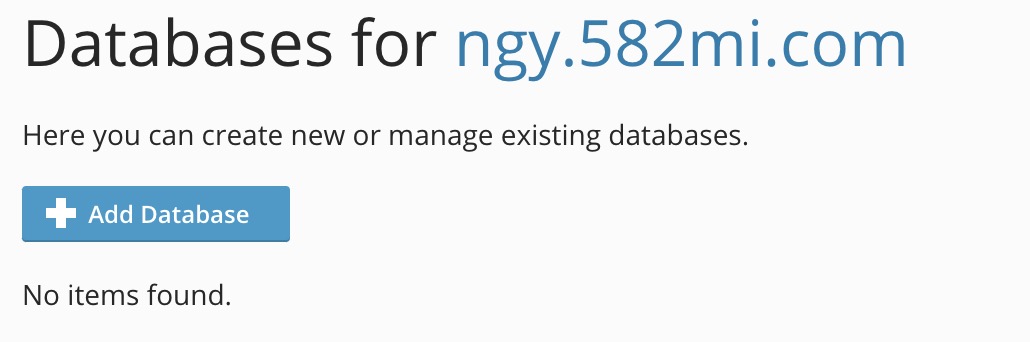 Databases for ngy.582mi.com
Here you can create new or manage existing databases.
Add Database
No items found.